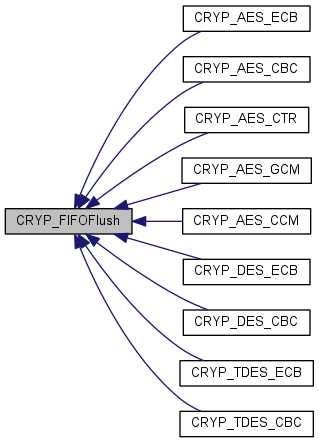 CRYP_AES_ECB
CRYP_AES_CBC
CRYP_AES_CTR
CRYP_AES_GCM
CRYP_FIFOFlush
CRYP_AES_CCM
CRYP_DES_ECB
CRYP_DES_CBC
CRYP_TDES_ECB
CRYP_TDES_CBC